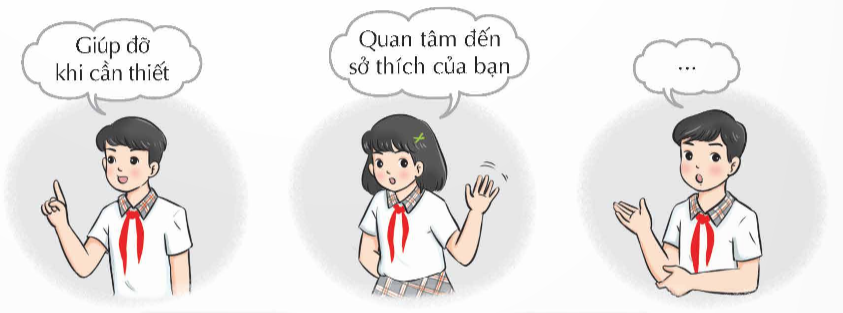 Giúp đỡ
khi cần thiết
Quan tâm đến
sở thích của bạn
...